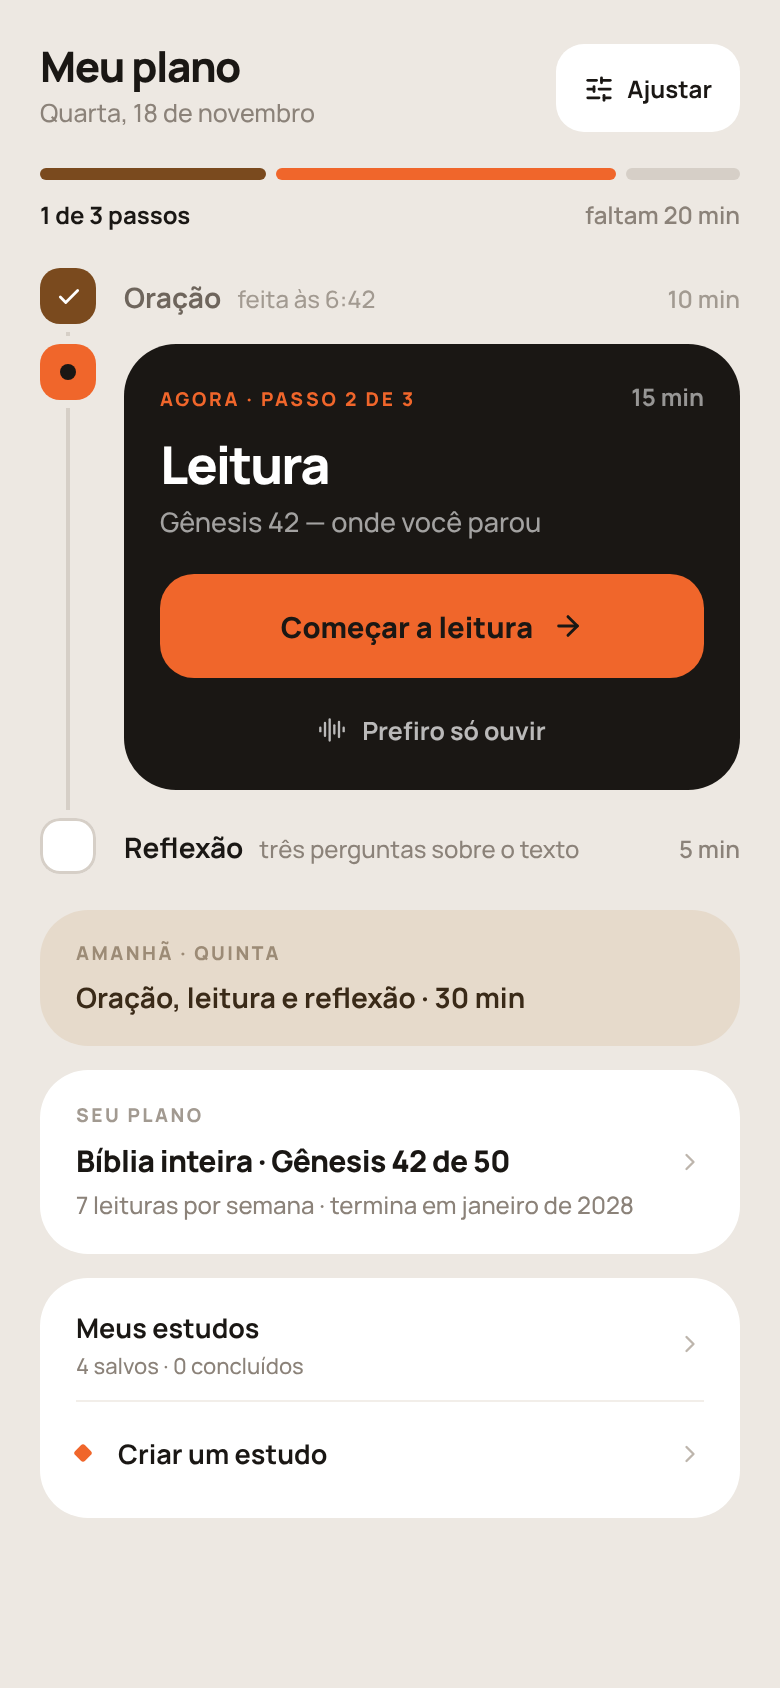 Meu plano
Quarta, 18 de novembro
Ajustar
1 de 3 passos
faltam 20 min
Oração feita às 6:42 10 min
AGORA · PASSO 2 DE 3 15 min
Leitura
Gênesis 42 — onde você parou
Começar a leitura →
Prefiro só ouvir
Reflexão três perguntas sobre o texto 5 min
AMANHÃ · QUINTA
Oração, leitura e reflexão · 30 min
SEU PLANO
Bíblia inteira · Gênesis 42 de 50
7 leituras por semana · termina em janeiro de 2028
Meus estudos
4 salvos · 0 concluídos
Criar um estudo